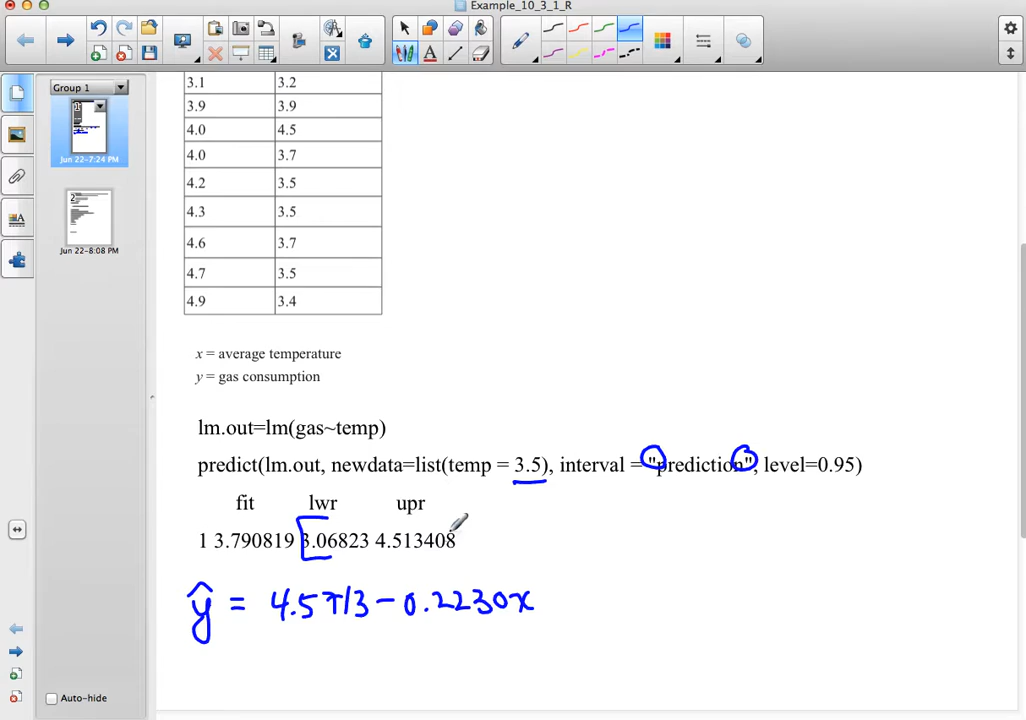 Example_10_3_1_R
Group 1
Jun 22-7:24 PM
2
Jun 22-8:08 PM
Auto-hide
3.1 3.2
3.9 3.9
4.0 4.5
4.0 3.7
4.2 3.5
4.3 3.5
4.6 3.7
4.7 3.5
4.9 3.4
x = average temperature
y = gas consumption
lm.out=lm(gas~temp)
predict(lm.out, newdata=list(temp = 3.5), interval = "prediction", level=0.95)
fit lwr upr
1 3.790819 3.06823 4.513408
ŷ = 4.5713 − 0.2230x